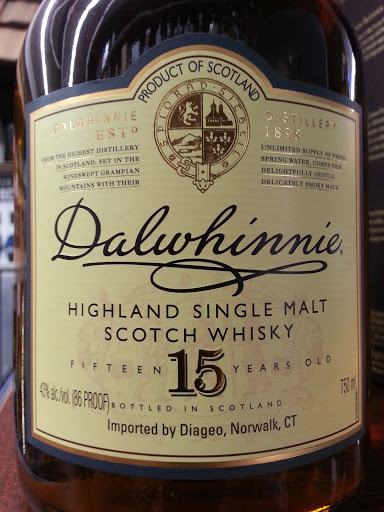 PRODUCT OF SCOTLAND
SPIORAD SEIDEIL
DALWHINNIE
ESTD
DISTILLERY
1898
FROM THE HIGHEST DISTILLERY
IN SCOTLAND, SET IN THE
WINDSWEPT GRAMPIAN
MOUNTAINS WITH THEIR
UNLIMITED SUPPLY OF FRESH
SPRING WATER, COMES THIS
DELIGHTFULLY GENTLE,
DELICATELY SMOKY MALT.
Dalwhinnie.
HIGHLAND SINGLE MALT
SCOTCH WHISKY
FIFTEEN 15 YEARS OLD
43% alc./vol. (86 PROOF) BOTTLED IN SCOTLAND 750 ml
Imported by Diageo, Norwalk, CT